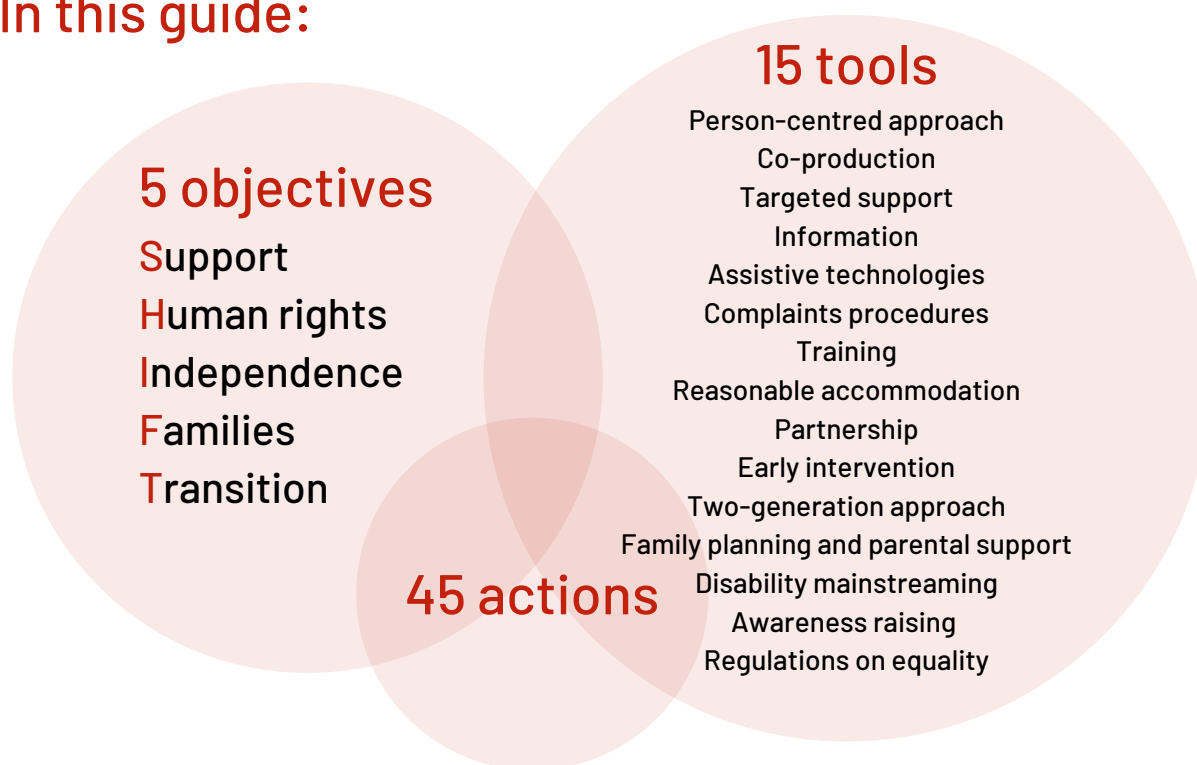 In this guide:
5 objectives
Support
Human rights
Independence
Families
Transition
15 tools
Person-centred approach
Co-production
Targeted support
Information
Assistive technologies
Complaints procedures
Training
Reasonable accommodation
Partnership
Early intervention
Two-generation approach
Family planning and parental support
Disability mainstreaming
Awareness raising
Regulations on equality
45 actions